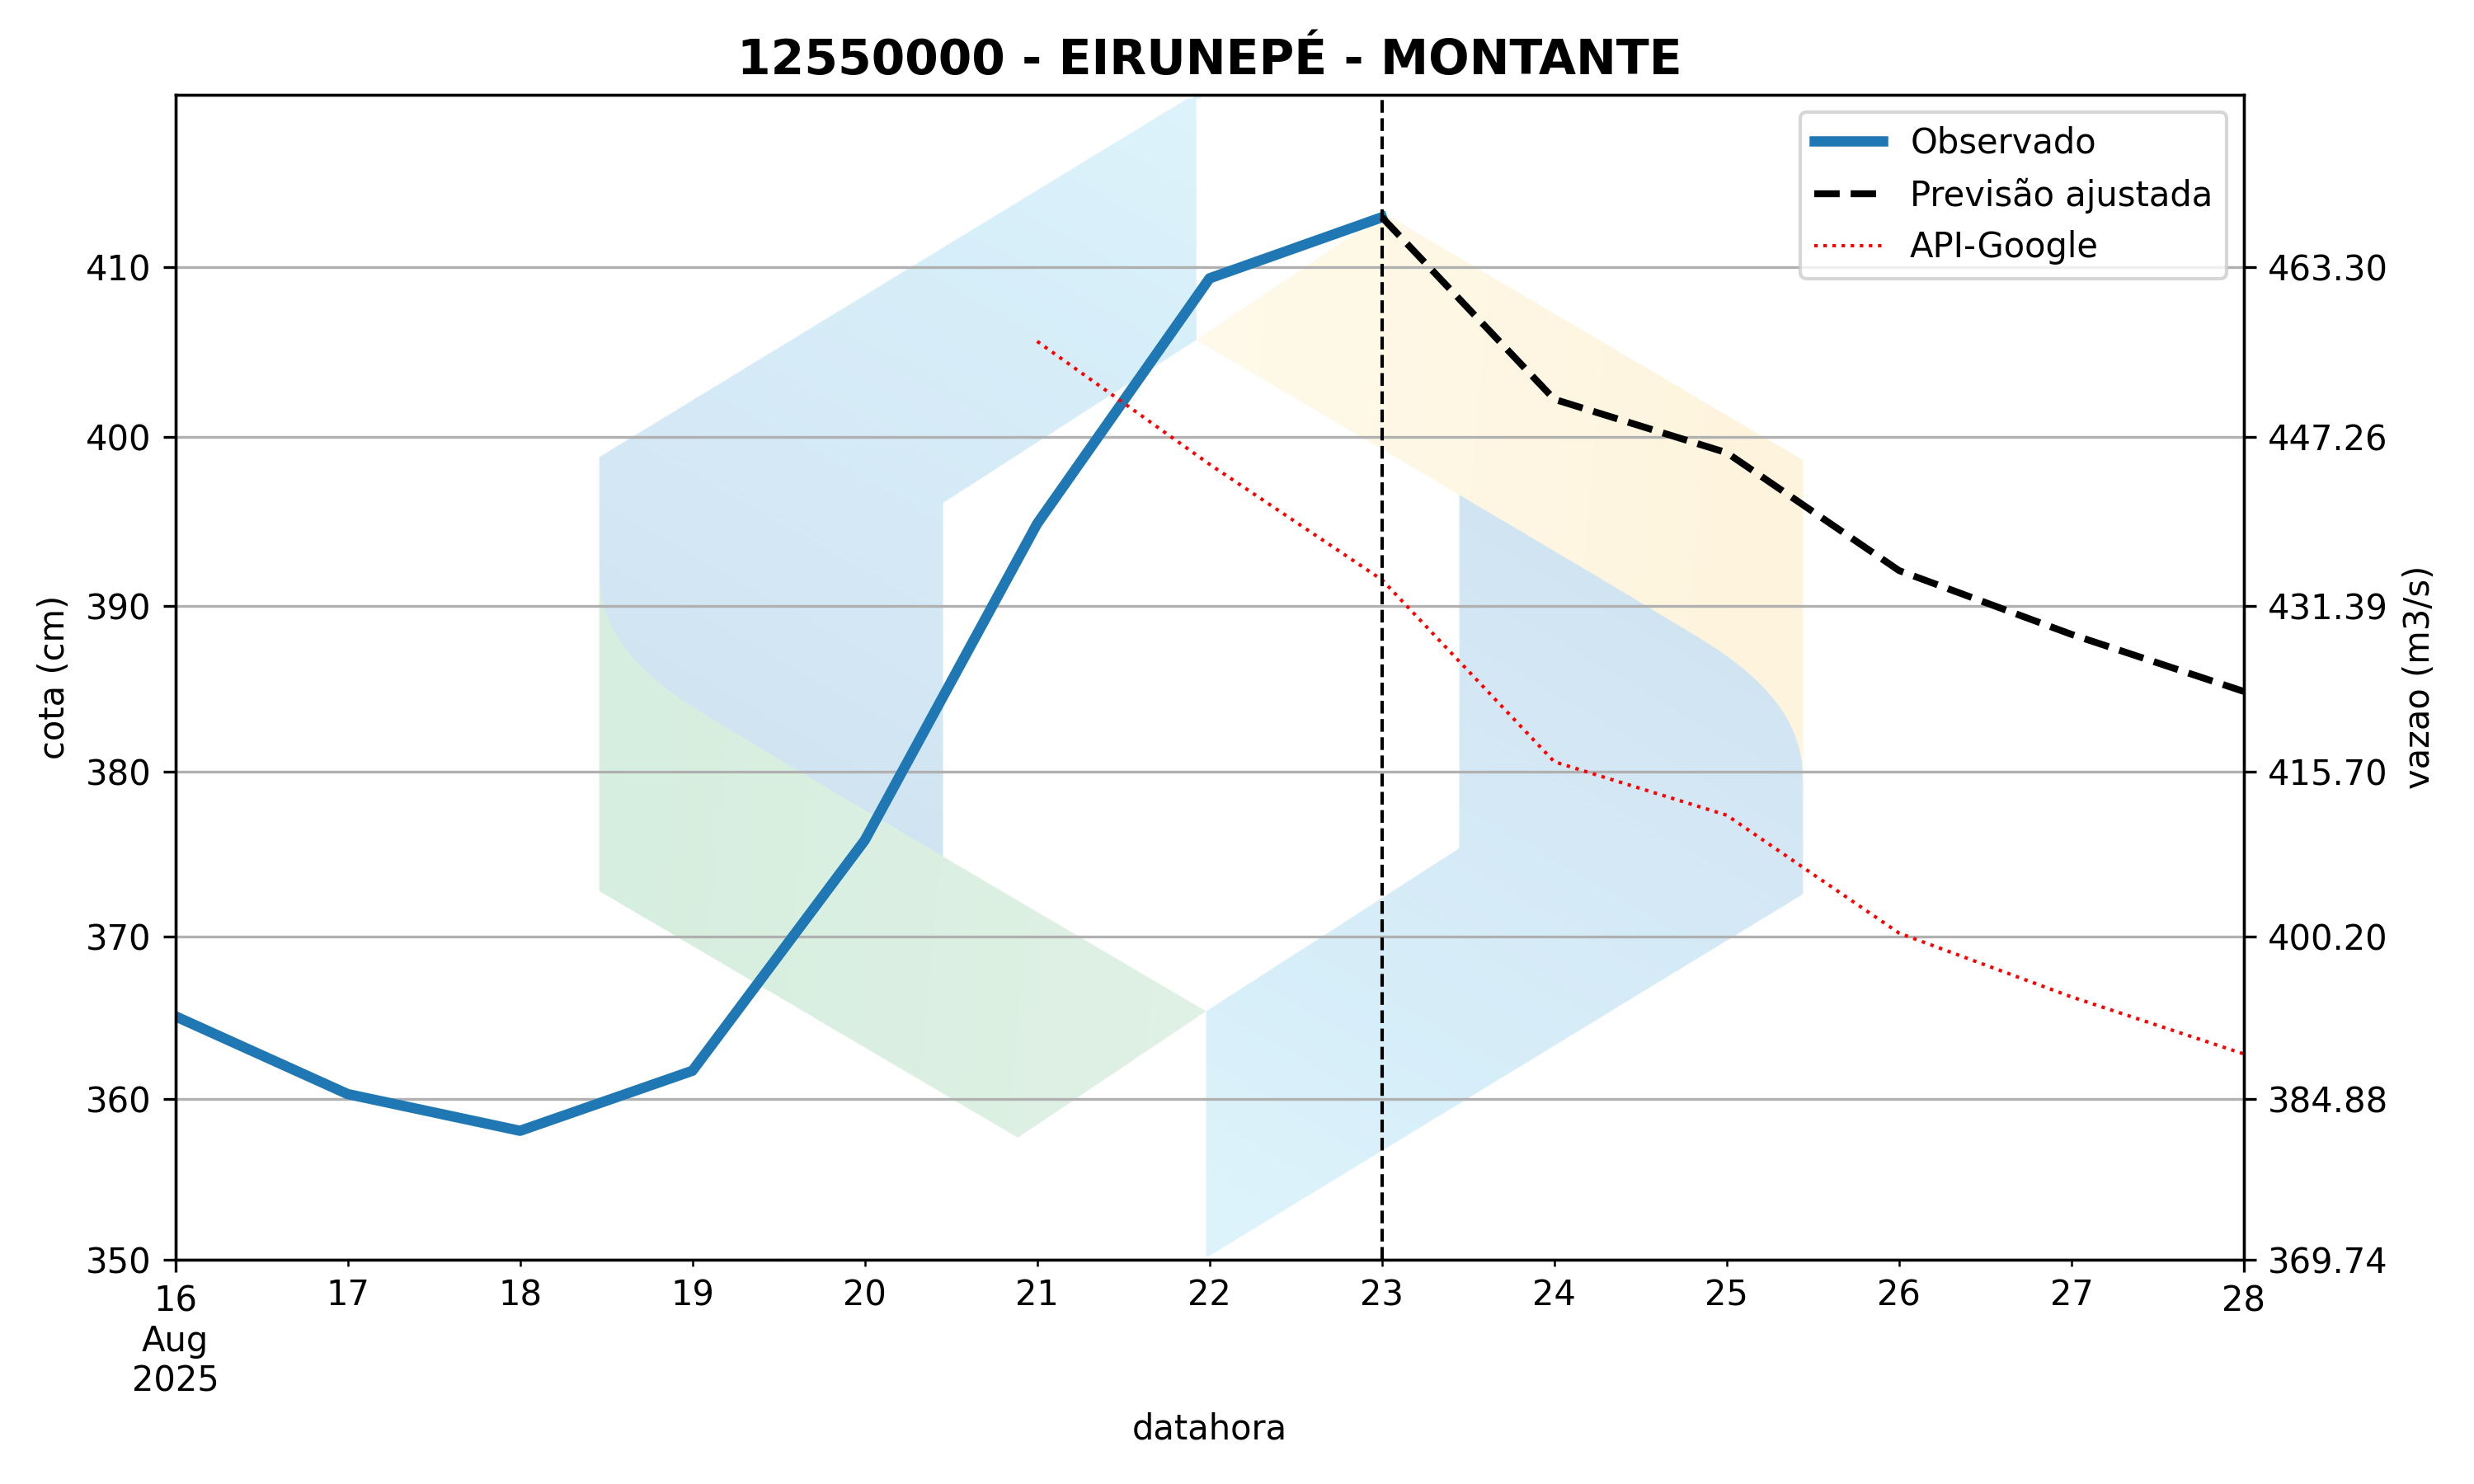 12550000 - EIRUNEPÉ - MONTANTE
Observado
Previsão ajustada
API-Google
cota (cm)
410
400
390
380
370
360
350
463.30
447.26
431.39
415.70
400.20
384.88
369.74
vazao (m3/s)
16 17 18 19 20 21 22 23 24 25 26 27 28
Aug
2025
datahora